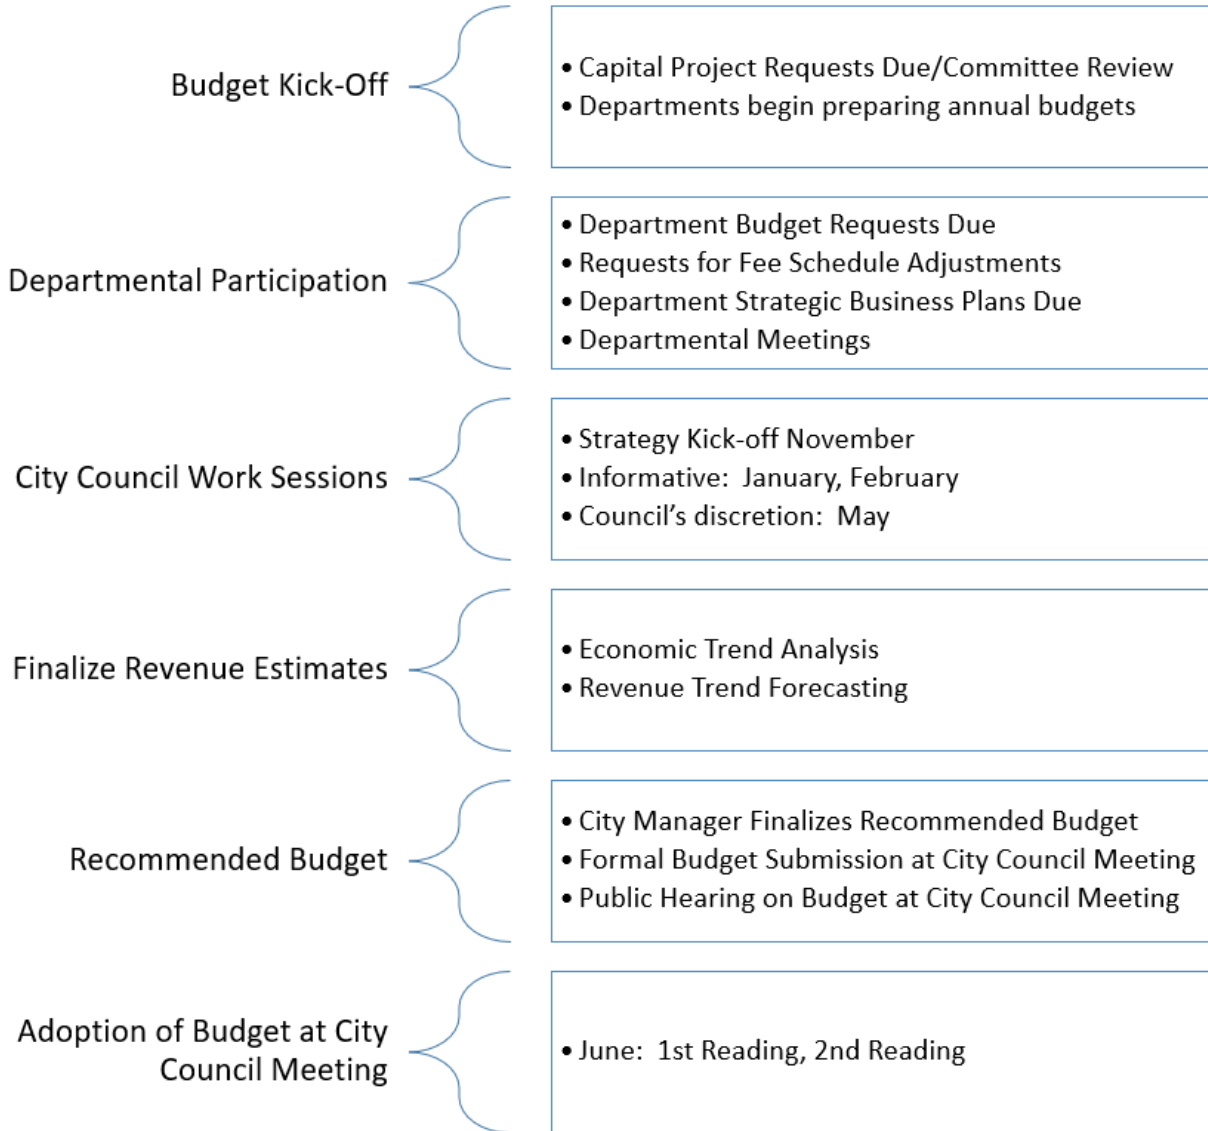 Budget Kick-Off
• Capital Project Requests Due/Committee Review
• Departments begin preparing annual budgets
Departmental Participation
• Department Budget Requests Due
• Requests for Fee Schedule Adjustments
• Department Strategic Business Plans Due
• Departmental Meetings
City Council Work Sessions
• Strategy Kick-off November
• Informative:  January, February
• Council’s discretion:  May
Finalize Revenue Estimates
• Economic Trend Analysis
• Revenue Trend Forecasting
Recommended Budget
• City Manager Finalizes Recommended Budget
• Formal Budget Submission at City Council Meeting
• Public Hearing on Budget at City Council Meeting
Adoption of Budget at City
Council Meeting
• June:  1st Reading, 2nd Reading